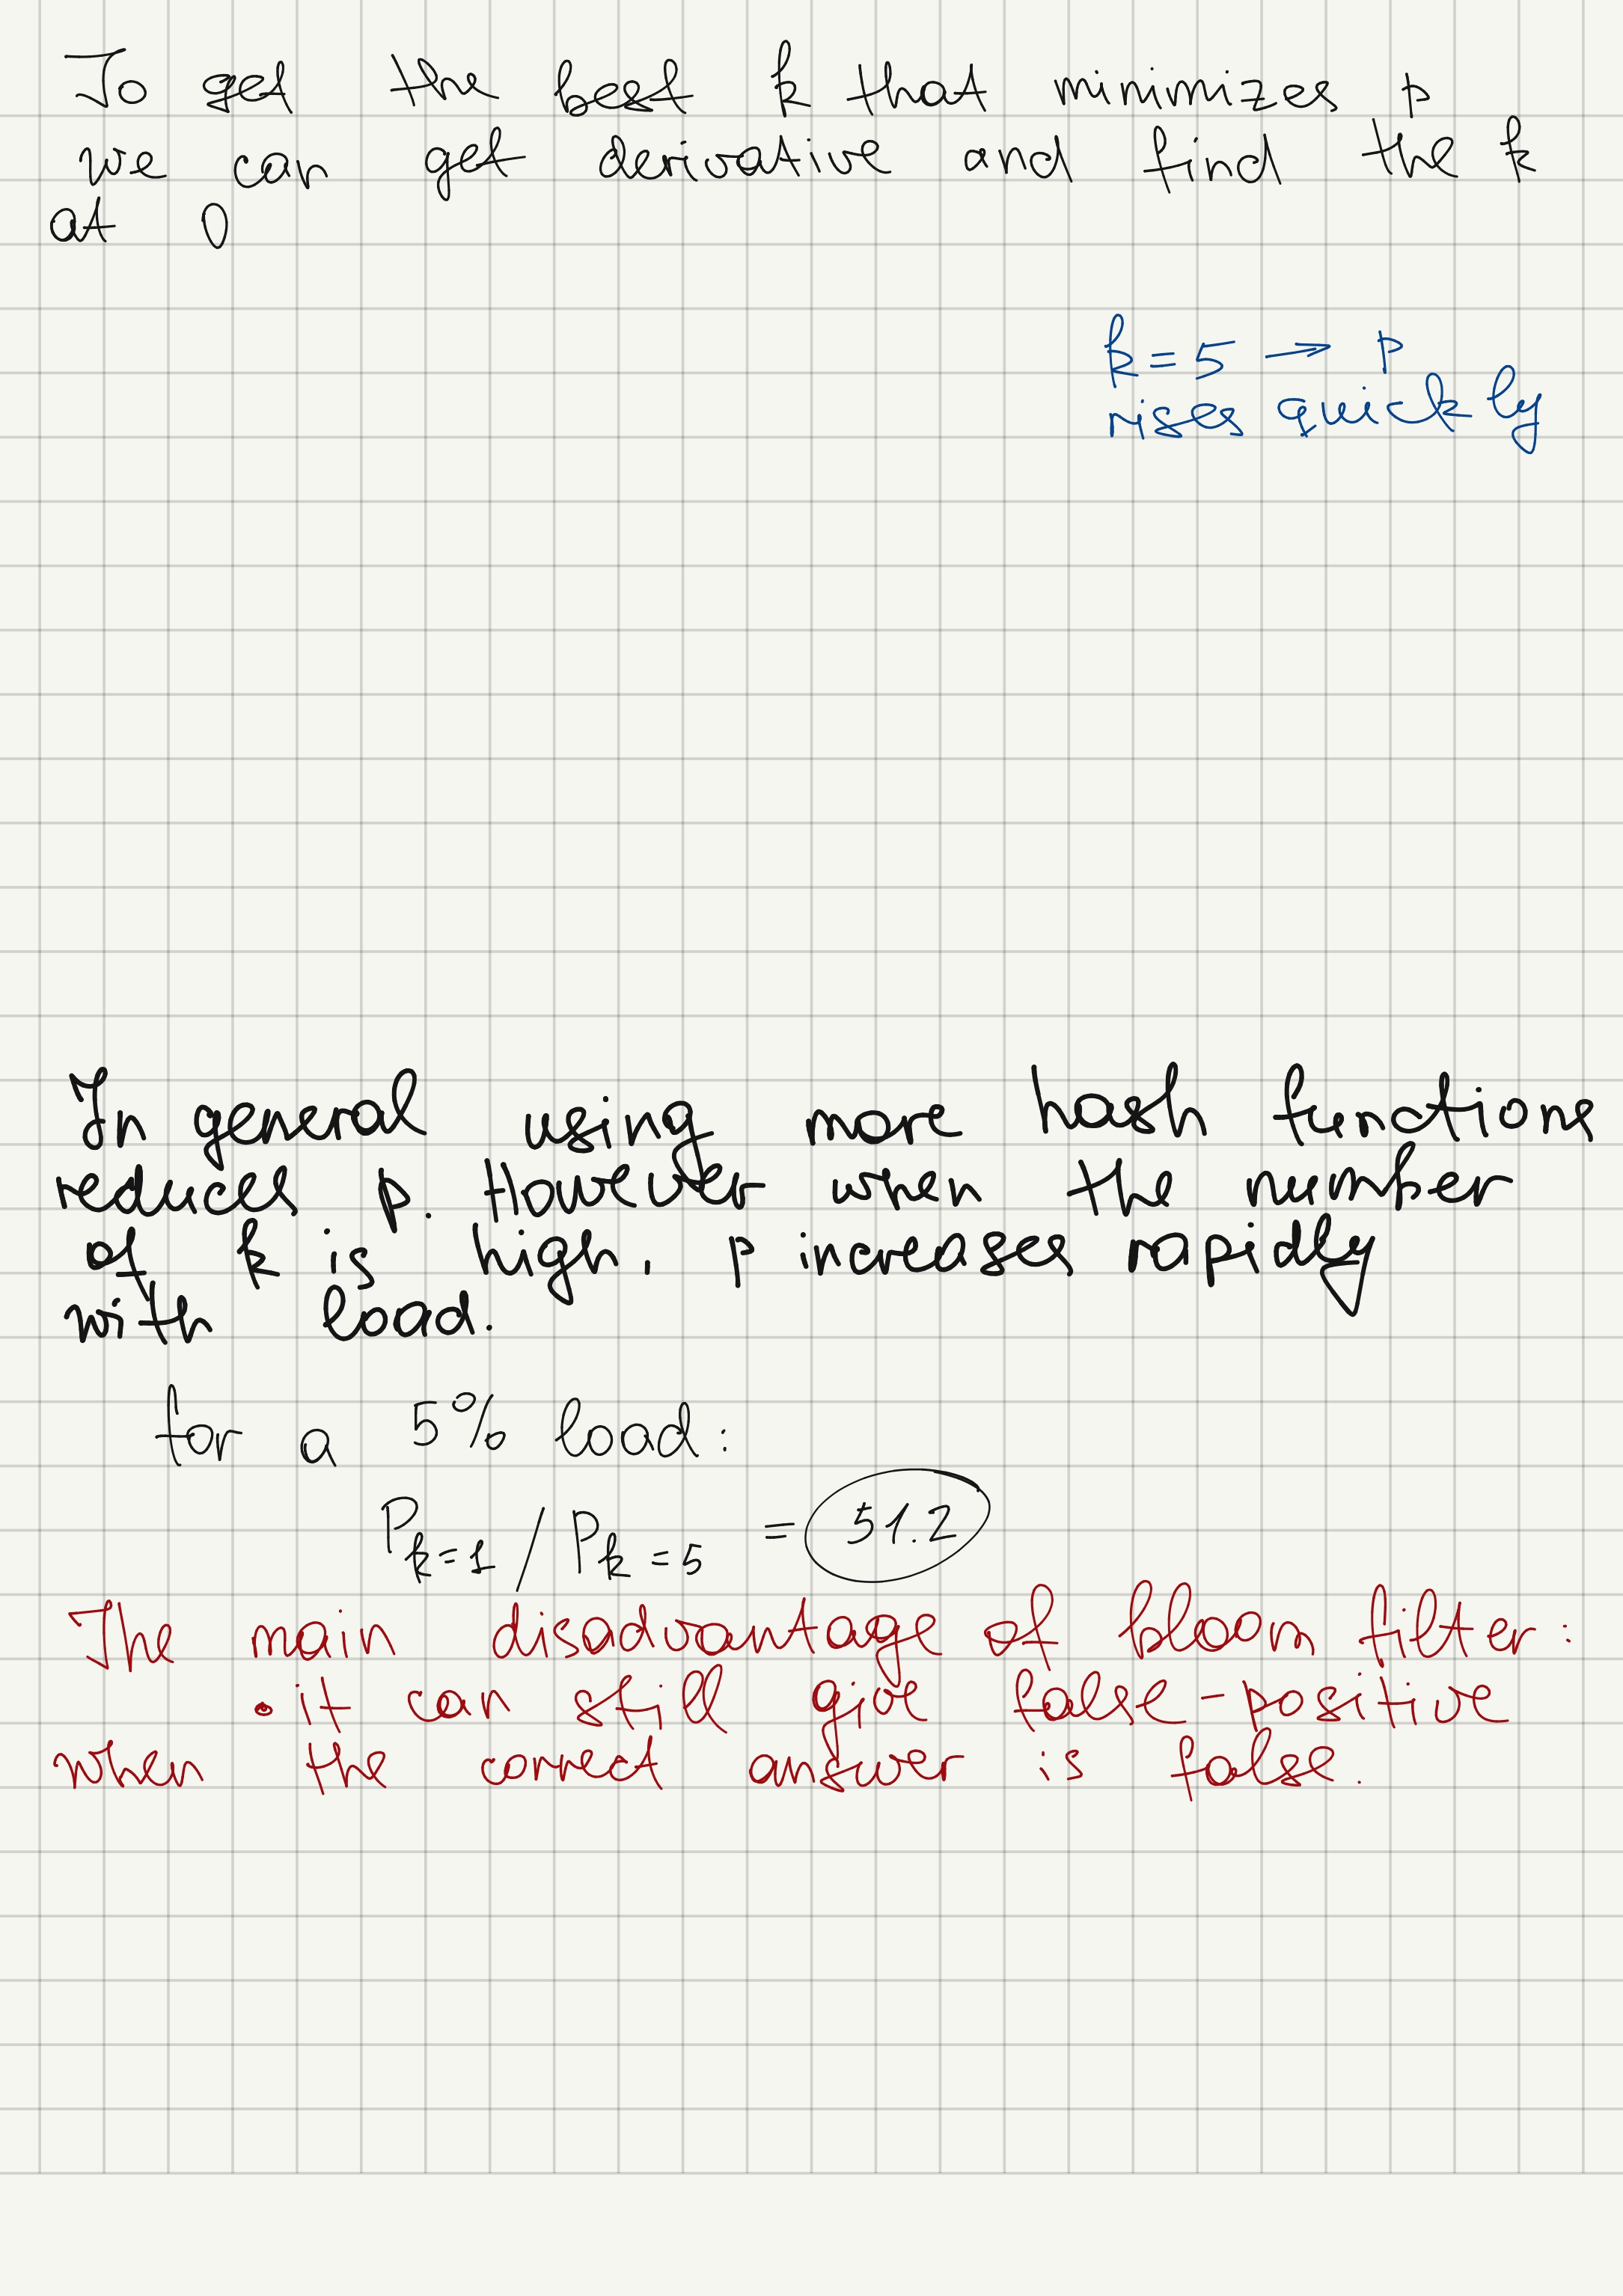 To get the best k that minimizes p
we can get derivative and find the k
at 0
k = 5 → p
rises quickly
In general using more hash functions
reduces p. However when the number
of k is high, p increases rapidly
with load.
for a 5% load:
P k=1 / P k=5 = 51.2
The main disadvantage of bloom filter:
• it can still give false-positive
when the correct answer is false.